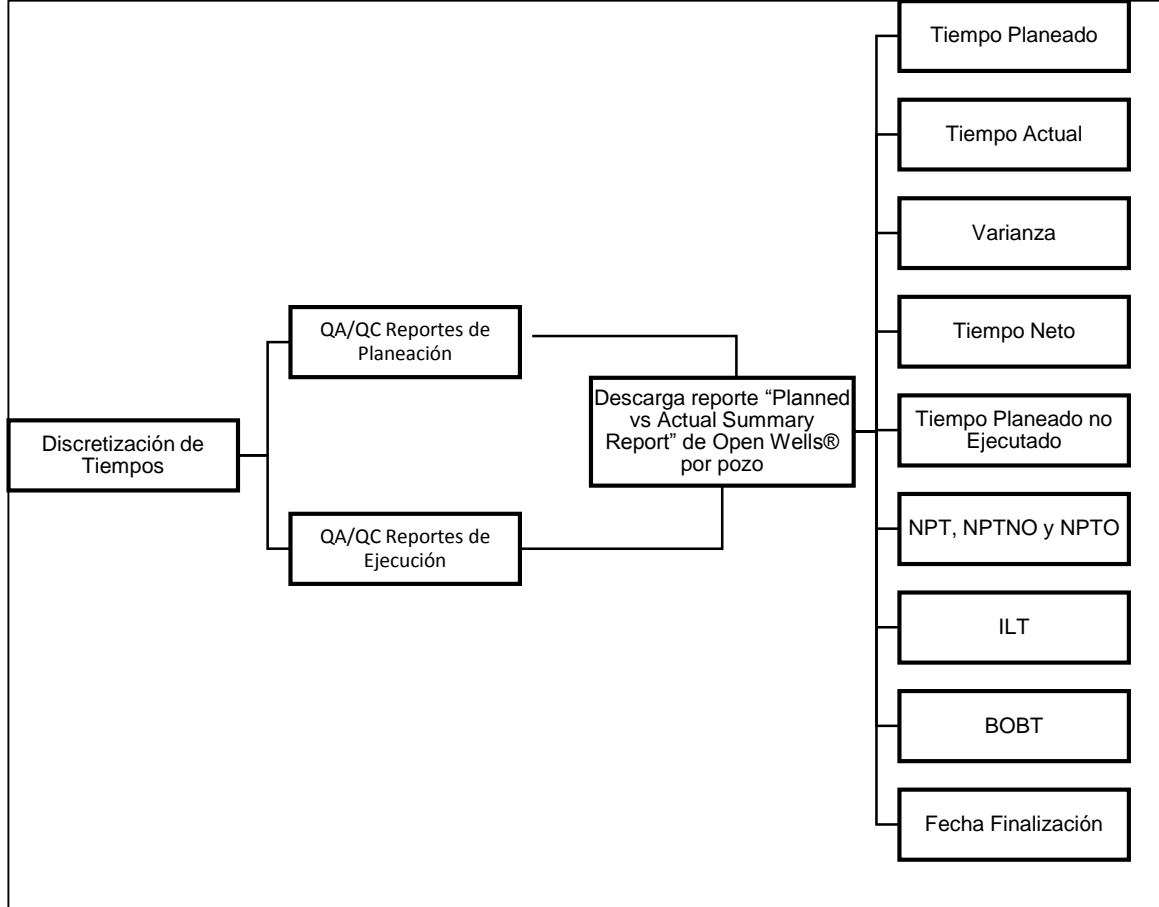 Discretización de
Tiempos
QA/QC Reportes de
Planeación
QA/QC Reportes de
Ejecución
Descarga reporte “Planned
vs Actual Summary
Report” de Open Wells®
por pozo
Tiempo Planeado
Tiempo Actual
Varianza
Tiempo Neto
Tiempo Planeado no
Ejecutado
NPT, NPTNO y NPTO
ILT
BOBT
Fecha Finalización